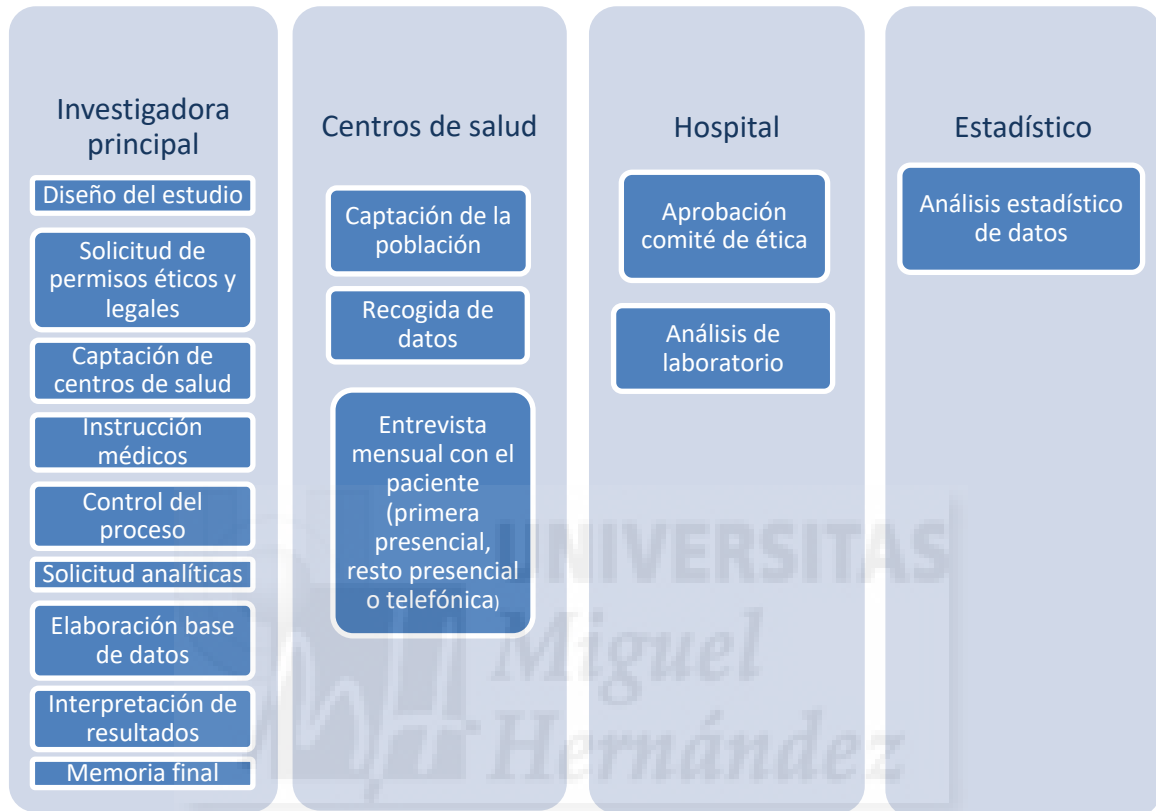 Investigadora
principal
Diseño del estudio
Solicitud de
permisos éticos y
legales
Captación de
centros de salud
Instrucción
médicos
Control del
proceso
Solicitud analíticas
Elaboración base
de datos
Interpretación de
resultados
Memoria final
Centros de salud
Captación de la
población
Recogida de
datos
Entrevista
mensual con el
paciente
(primera
presencial,
resto presencial
o telefónica)
Hospital
Aprobación
comité de ética
Análisis de
laboratorio
Estadístico
Análisis estadístico
de datos
UNIVERSITAS
Miguel
Hernández